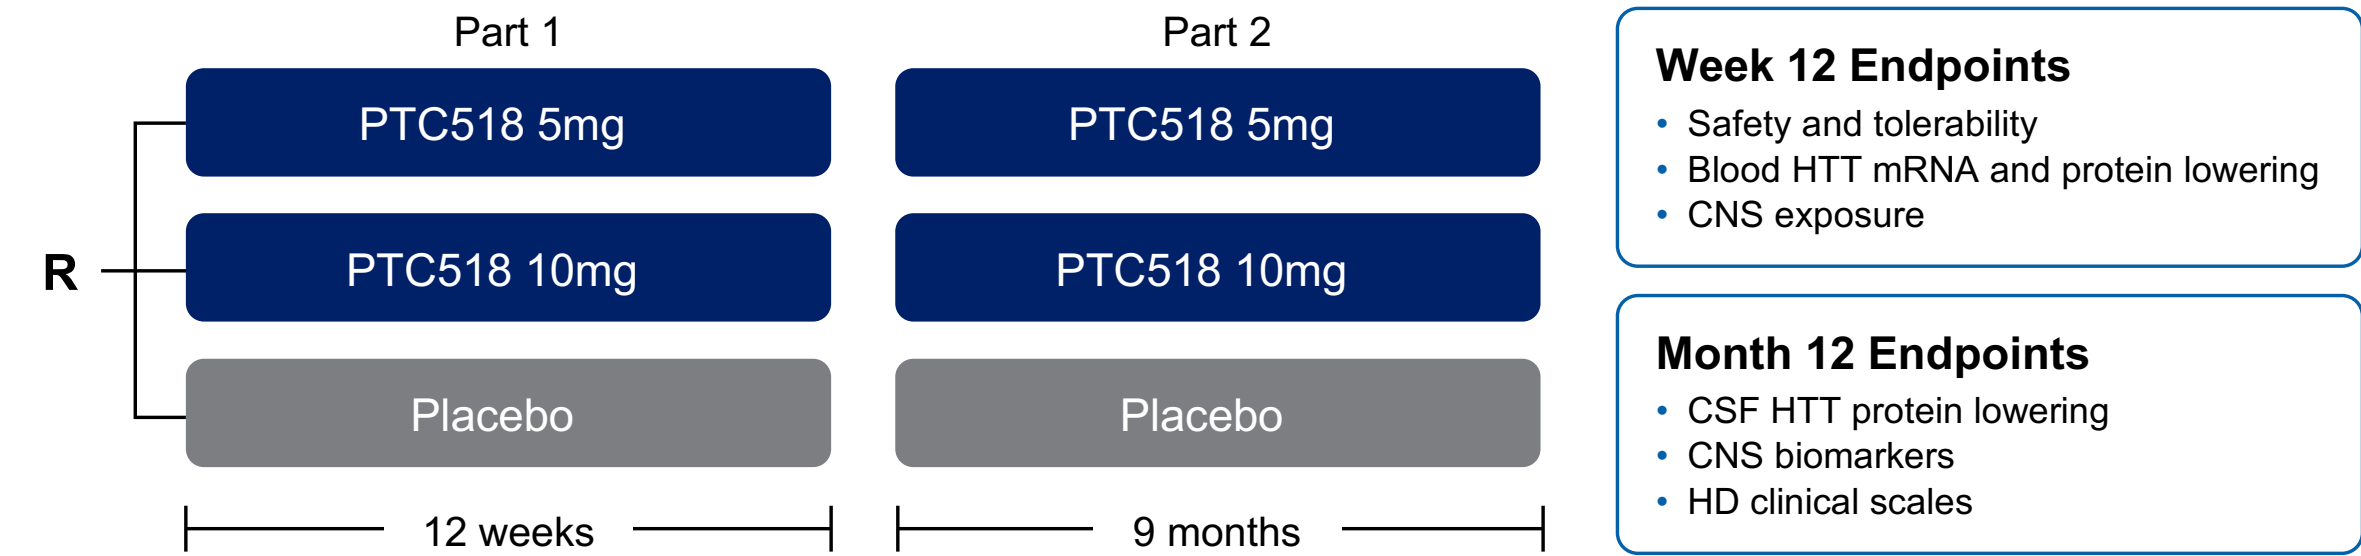 Part 1
Part 2
R
PTC518 5mg
PTC518 5mg
PTC518 10mg
PTC518 10mg
Placebo
Placebo
12 weeks
9 months
Week 12 Endpoints
• Safety and tolerability
• Blood HTT mRNA and protein lowering
• CNS exposure
Month 12 Endpoints
• CSF HTT protein lowering
• CNS biomarkers
• HD clinical scales